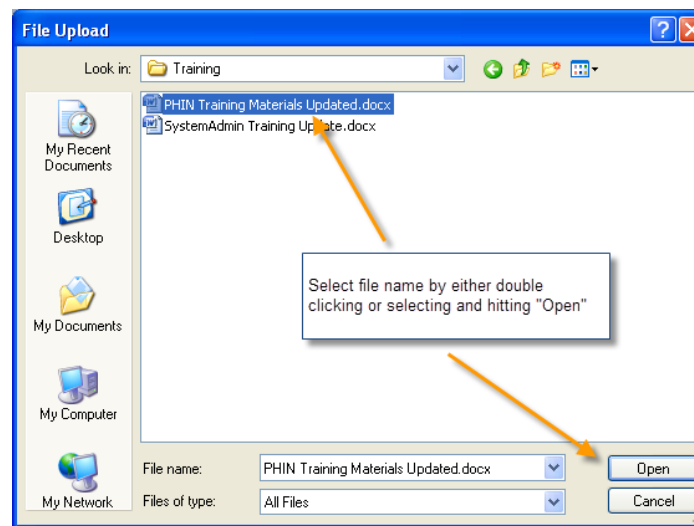 File Upload
Look in:
Training
PHIN Training Materials Updated.docx
SystemAdmin Training Update.docx
My Recent
Documents
Desktop
My Documents
My Computer
My Network
Select file name by either double
clicking or selecting and hitting "Open"
File name:
PHIN Training Materials Updated.docx
Open
Files of type:
All Files
Cancel